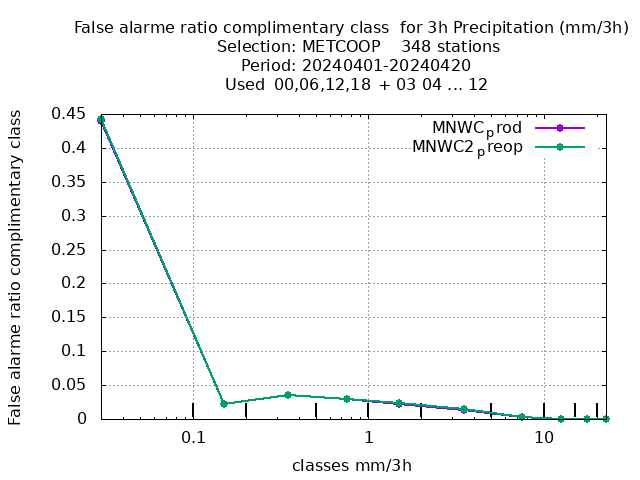 False alarme ratio complimentary class  for 3h Precipitation (mm/3h)
Selection: METCOOP    348 stations
Period: 20240401-20240420
Used  00,06,12,18 + 03 04 ... 12
False alarme ratio complimentary class
0.45
0.4
0.35
0.3
0.25
0.2
0.15
0.1
0.05
0
MNWCprod
MNWC2preop
0.1
1
10
classes mm/3h